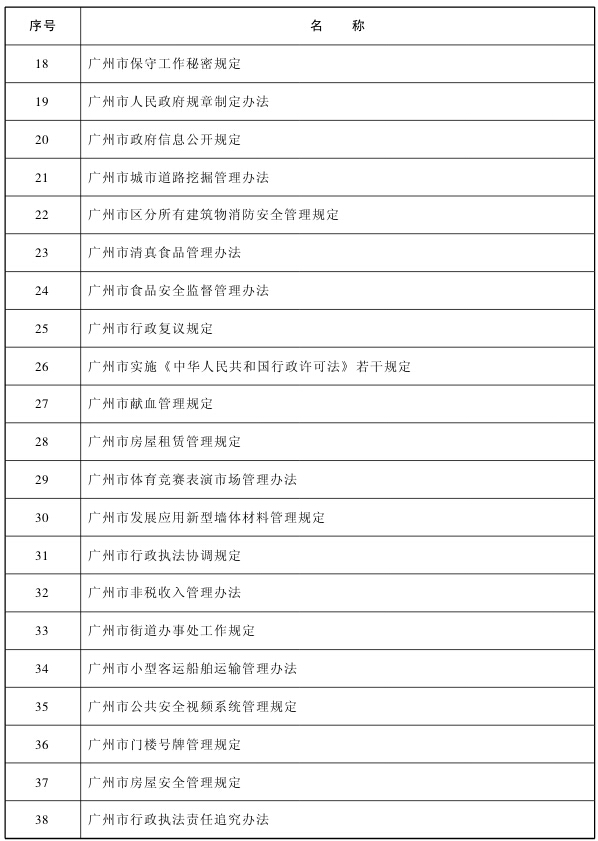 序号 名 称
18 广州市保守工作秘密规定
19 广州市人民政府规章制定办法
20 广州市政府信息公开规定
21 广州市城市道路挖掘管理办法
22 广州市区分所有建筑物消防安全管理规定
23 广州市清真食品管理办法
24 广州市食品安全监督管理办法
25 广州市行政复议规定
26 广州市实施《中华人民共和国行政许可法》若干规定
27 广州市献血管理规定
28 广州市房屋租赁管理规定
29 广州市体育竞赛表演市场管理办法
30 广州市发展应用新型墙体材料管理规定
31 广州市行政执法协调规定
32 广州市非税收入管理办法
33 广州市街道办事处工作规定
34 广州市小型客运船舶运输管理办法
35 广州市公共安全视频系统管理规定
36 广州市门楼号牌管理规定
37 广州市房屋安全管理规定
38 广州市行政执法责任追究办法